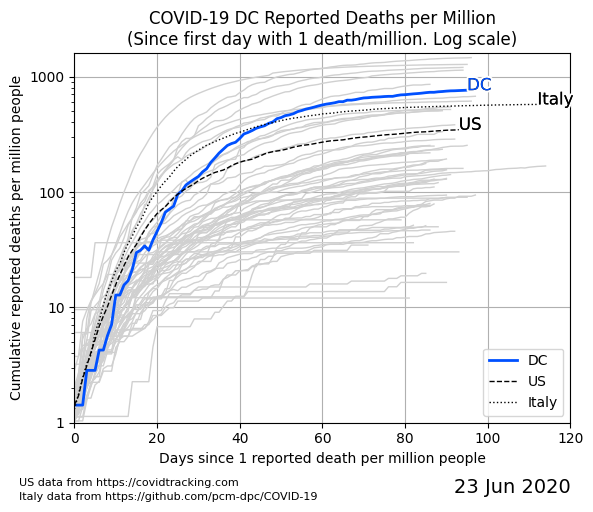 COVID-19 DC Reported Deaths per Million
(Since first day with 1 death/million. Log scale)
Cumulative reported deaths per million people
1000
100
10
1
DC
Italy
US
DC
US
Italy
0 20 40 60 80 100 120
Days since 1 reported death per million people
US data from https://covidtracking.com
Italy data from https://github.com/pcm-dpc/COVID-19
23 Jun 2020